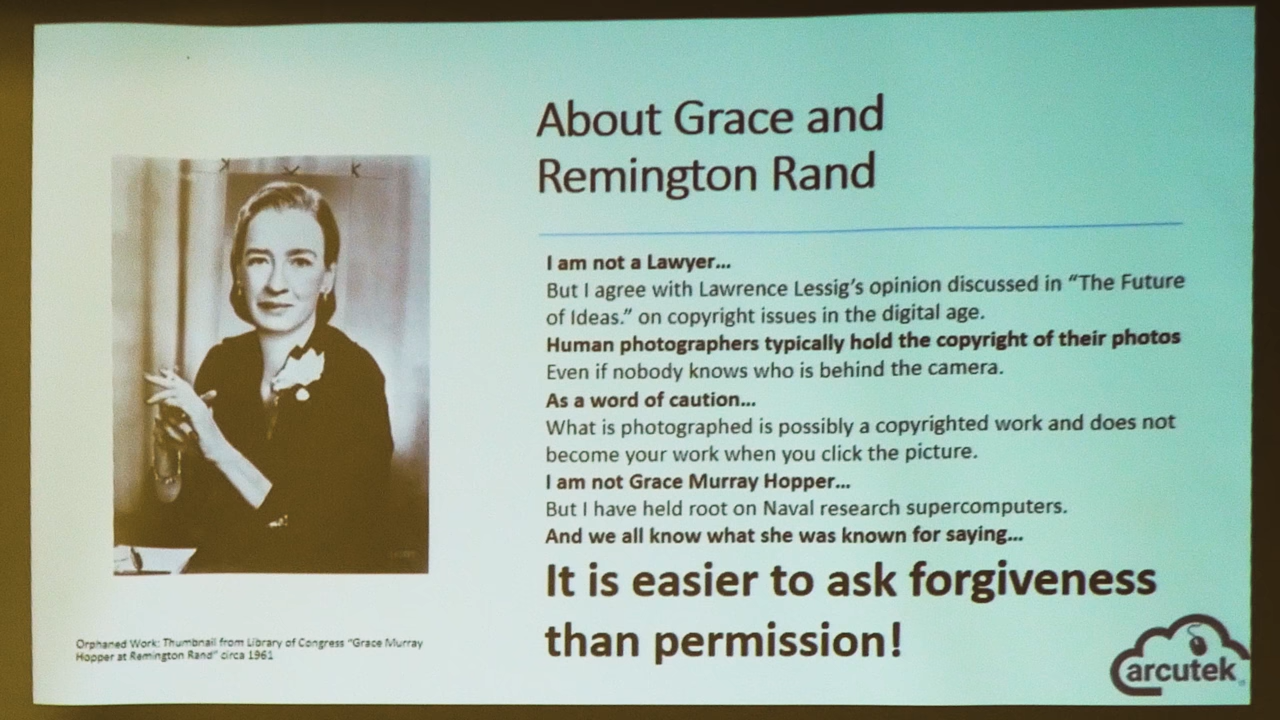 About Grace and
Remington Rand
I am not a Lawyer...
But I agree with Lawrence Lessig's opinion discussed in “The Future
of Ideas.” on copyright issues in the digital age.
Human photographers typically hold the copyright of their photos
Even if nobody knows who is behind the camera.
As a word of caution...
What is photographed is possibly a copyrighted work and does not
become your work when you click the picture.
I am not Grace Murray Hopper...
But I have held root on Naval research supercomputers.
And we all know what she was known for saying...
It is easier to ask forgiveness
than permission!
Orphaned Work: Thumbnail from Library of Congress “Grace Murray
Hopper at Remington Rand” circa 1961
arcutek